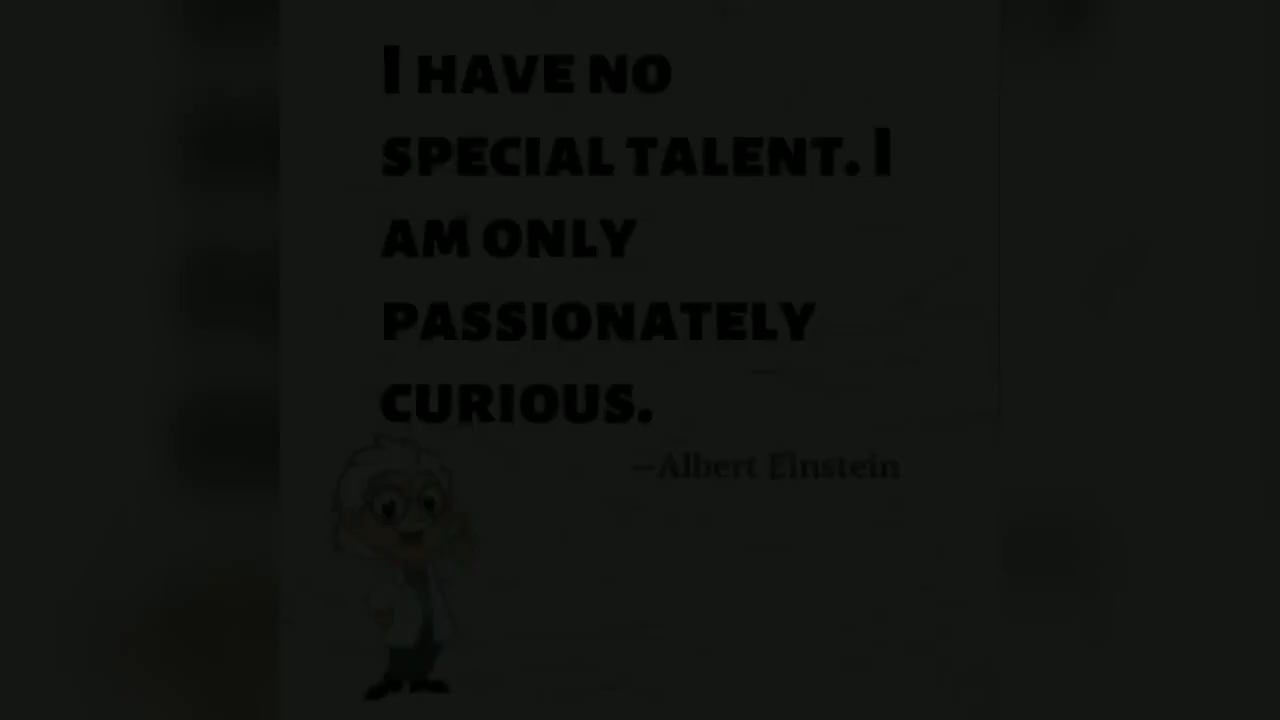 I HAVE NO
SPECIAL TALENT. I
AM ONLY
PASSIONATELY
CURIOUS.
—Albert Einstein